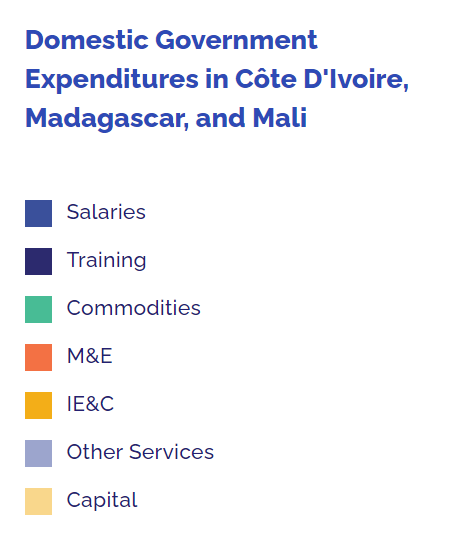 Domestic Government
Expenditures in Côte D'Ivoire,
Madagascar, and Mali
Salaries
Training
Commodities
M&E
IE&C
Other Services
Capital